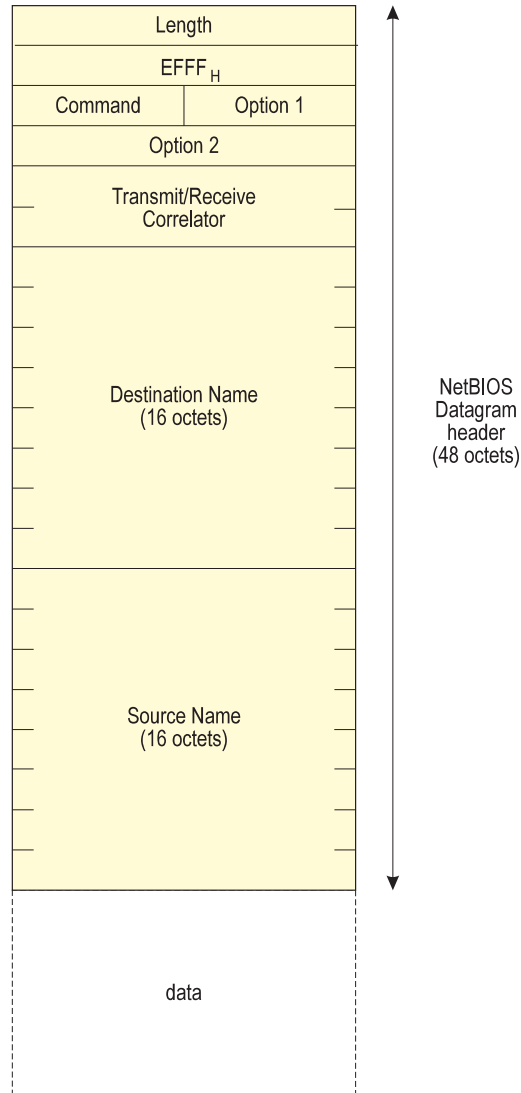 Length
EFFF H
Command Option 1
Option 2
Transmit/Receive
Correlator
Destination Name
(16 octets)
NetBIOS
Datagram
header
(48 octets)
Source Name
(16 octets)
data